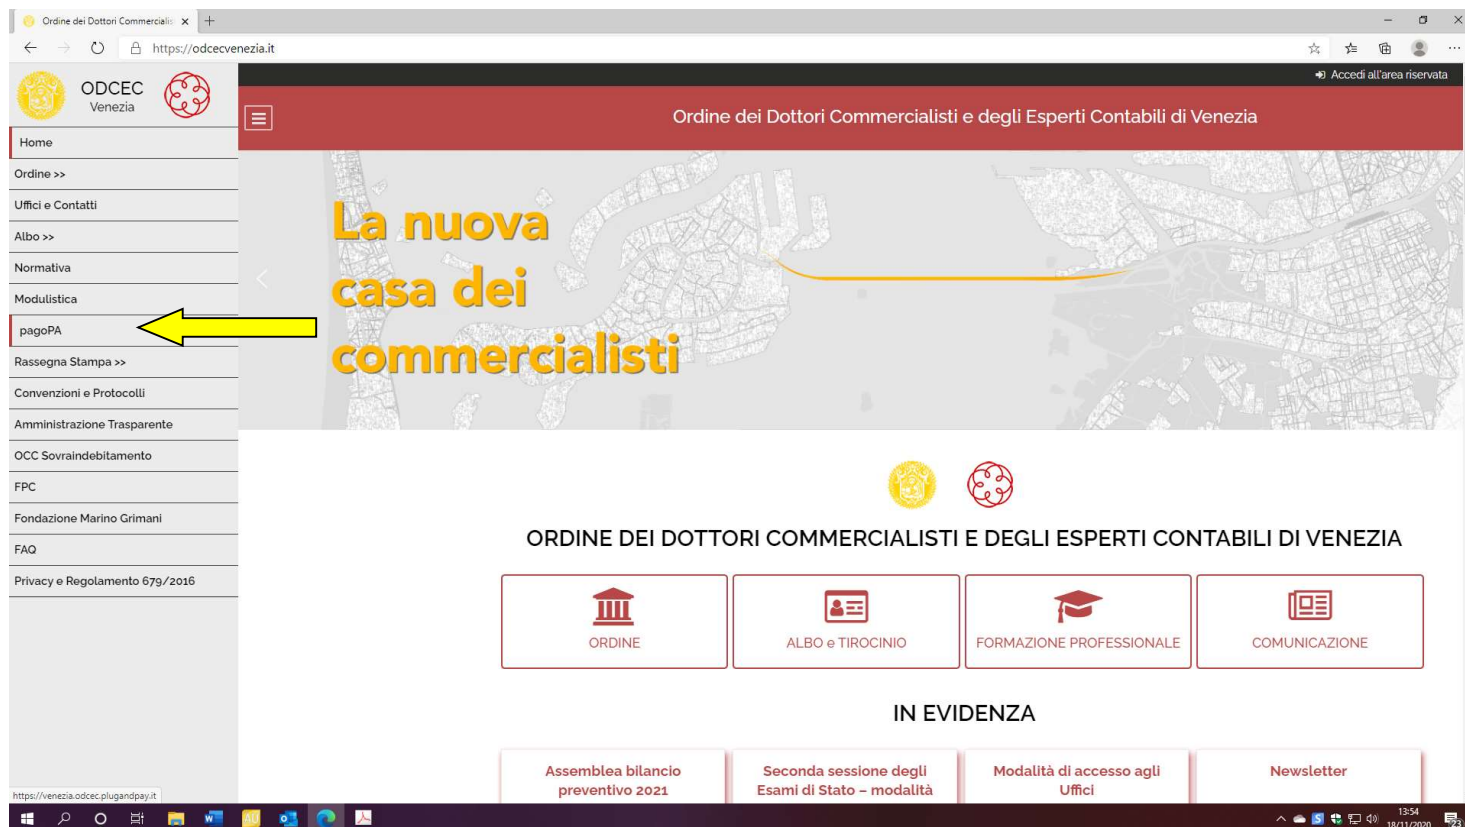 Ordine dei Dottori Commercialis
https://odcecvenezia.it
Accedi all'area riservata
ODCEC
Venezia
Ordine dei Dottori Commercialisti e degli Esperti Contabili di Venezia
Home
Ordine >>
Uffici e Contatti
Albo >>
Normativa
Modulistica
pagoPA
Rassegna Stampa >>
Convenzioni e Protocolli
Amministrazione Trasparente
OCC Sovraindebitamento
FPC
Fondazione Marino Grimani
FAQ
Privacy e Regolamento 679/2016
La nuova
casa dei
commercialisti
ORDINE DEI DOTTORI COMMERCIALISTI E DEGLI ESPERTI CONTABILI DI VENEZIA
ORDINE
ALBO e TIROCINIO
FORMAZIONE PROFESSIONALE
COMUNICAZIONE
IN EVIDENZA
Assemblea bilancio
preventivo 2021
Seconda sessione degli
Esami di Stato – modalità
Modalità di accesso agli
Uffici
Newsletter
https://venezia.odcec.plugandpay.it
13:54
18/11/2020
23